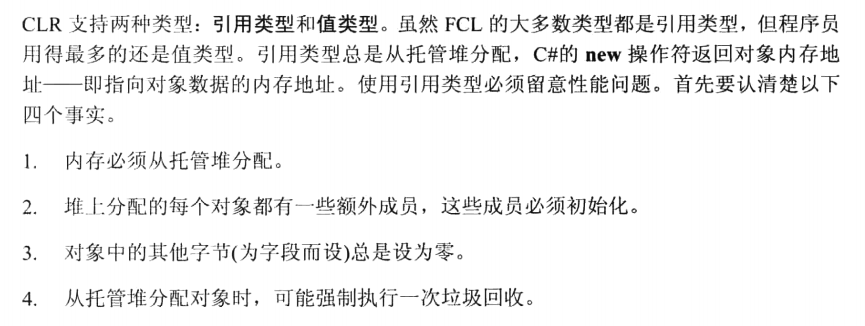 CLR 支持两种类型：引用类型和值类型。虽然 FCL 的大多数类型都是引用类型，但程序员
用得最多的还是值类型。引用类型总是从托管堆分配，C#的 new 操作符返回对象内存地
址——即指向对象数据的内存地址。使用引用类型必须留意性能问题。首先要认清楚以下
四个事实。
1. 内存必须从托管堆分配。
2. 堆上分配的每个对象都有一些额外成员，这些成员必须初始化。
3. 对象中的其他字节(为字段而设)总是设为零。
4. 从托管堆分配对象时，可能强制执行一次垃圾回收。